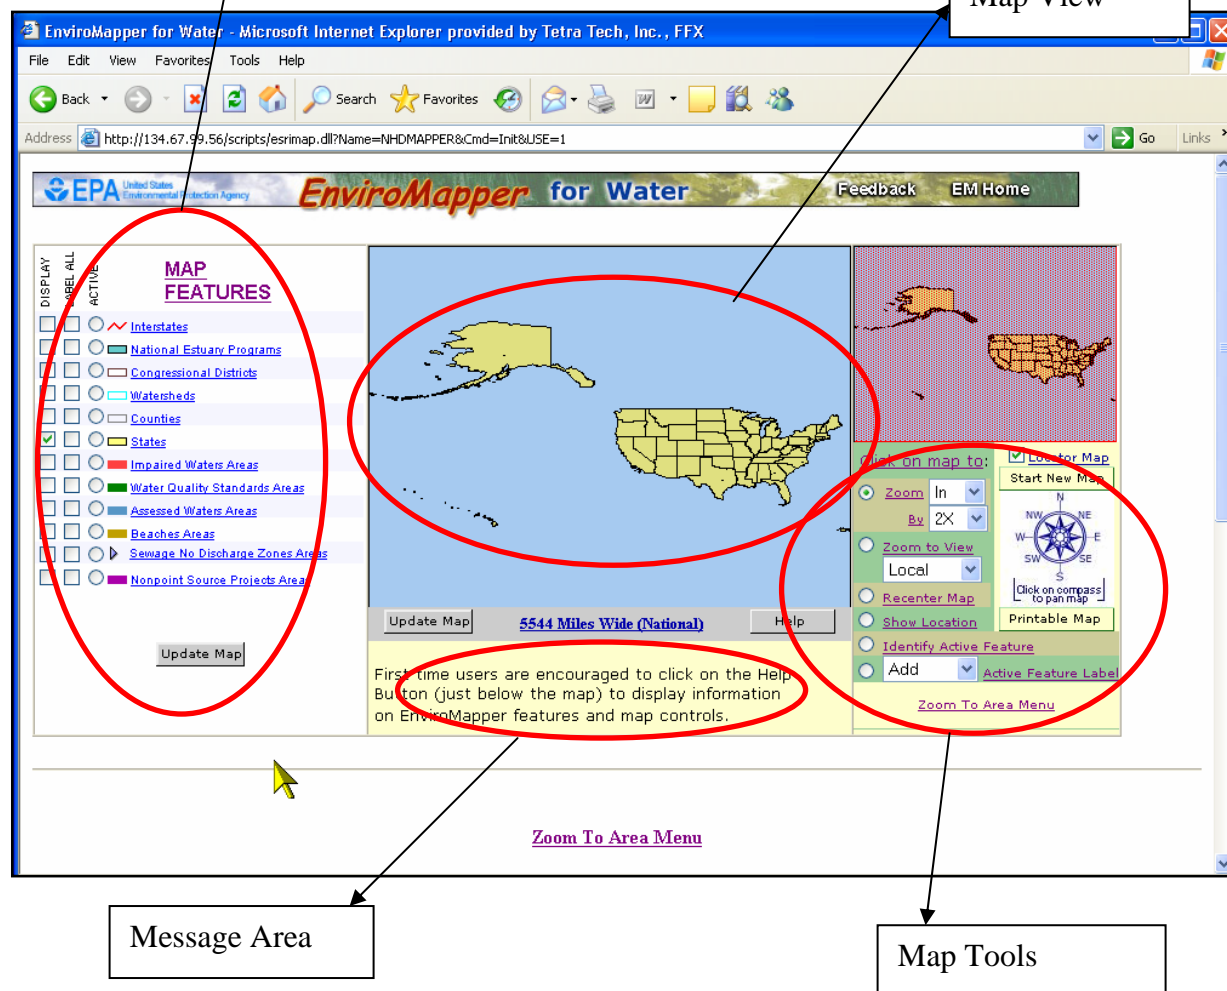 Map View
EnviroMapper for Water - Microsoft Internet Explorer provided by Tetra Tech, Inc., FFX
File Edit View Favorites Tools Help
Back Search Favorites
Address http://134.67.99.56/scripts/esrimap.dll?Name=NHDMAPPER&Cmd=Init&USE=1 Go Links
EPA United States Environmental Protection Agency EnviroMapper for Water Feedback EM Home
DISPLAY
LABEL ALL
ACTIVE
MAP
FEATURES
Interstates
National Estuary Programs
Congressional Districts
Watersheds
Counties
States
Impaired Waters Areas
Water Quality Standards Areas
Assessed Waters Areas
Beaches Areas
Sewage No Discharge Zones Areas
Nonpoint Source Projects Areas
Update Map
Update Map 5544 Miles Wide (National) Help
First time users are encouraged to click on the Help
Button (just below the map) to display information
on EnviroMapper features and map controls.
Click on map to:
Zoom In
By 2X
Zoom to View
Local
Recenter Map
Show Location
Identify Active Feature
Add Active Feature Label
Zoom To Area Menu
Locator Map
Start New Map
N
NW NE
W E
SW SE
S
Click on compass
to pan map
Printable Map
Zoom To Area Menu
Message Area
Map Tools